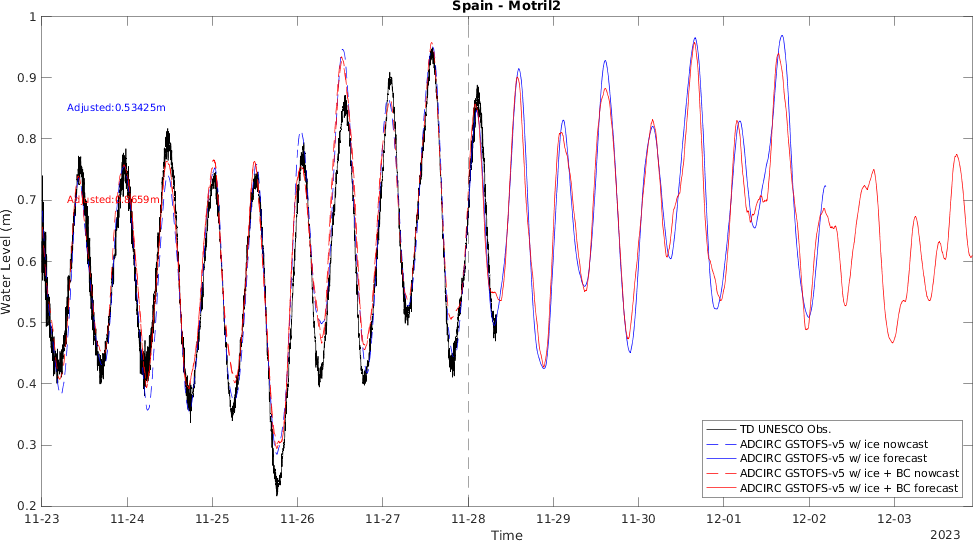 Spain - Motril2
1
0.9
0.8
0.7
0.6
0.5
0.4
0.3
0.2
Water Level (m)
Adjusted:0.53425m
11-23
11-24
11-25
11-26
11-27
11-28
11-29
11-30
12-01
12-02
12-03
Time
2023
TD UNESCO Obs.
ADCIRC GSTOFS-v5 w/ ice nowcast
ADCIRC GSTOFS-v5 w/ ice forecast
ADCIRC GSTOFS-v5 w/ ice + BC nowcast
ADCIRC GSTOFS-v5 w/ ice + BC forecast